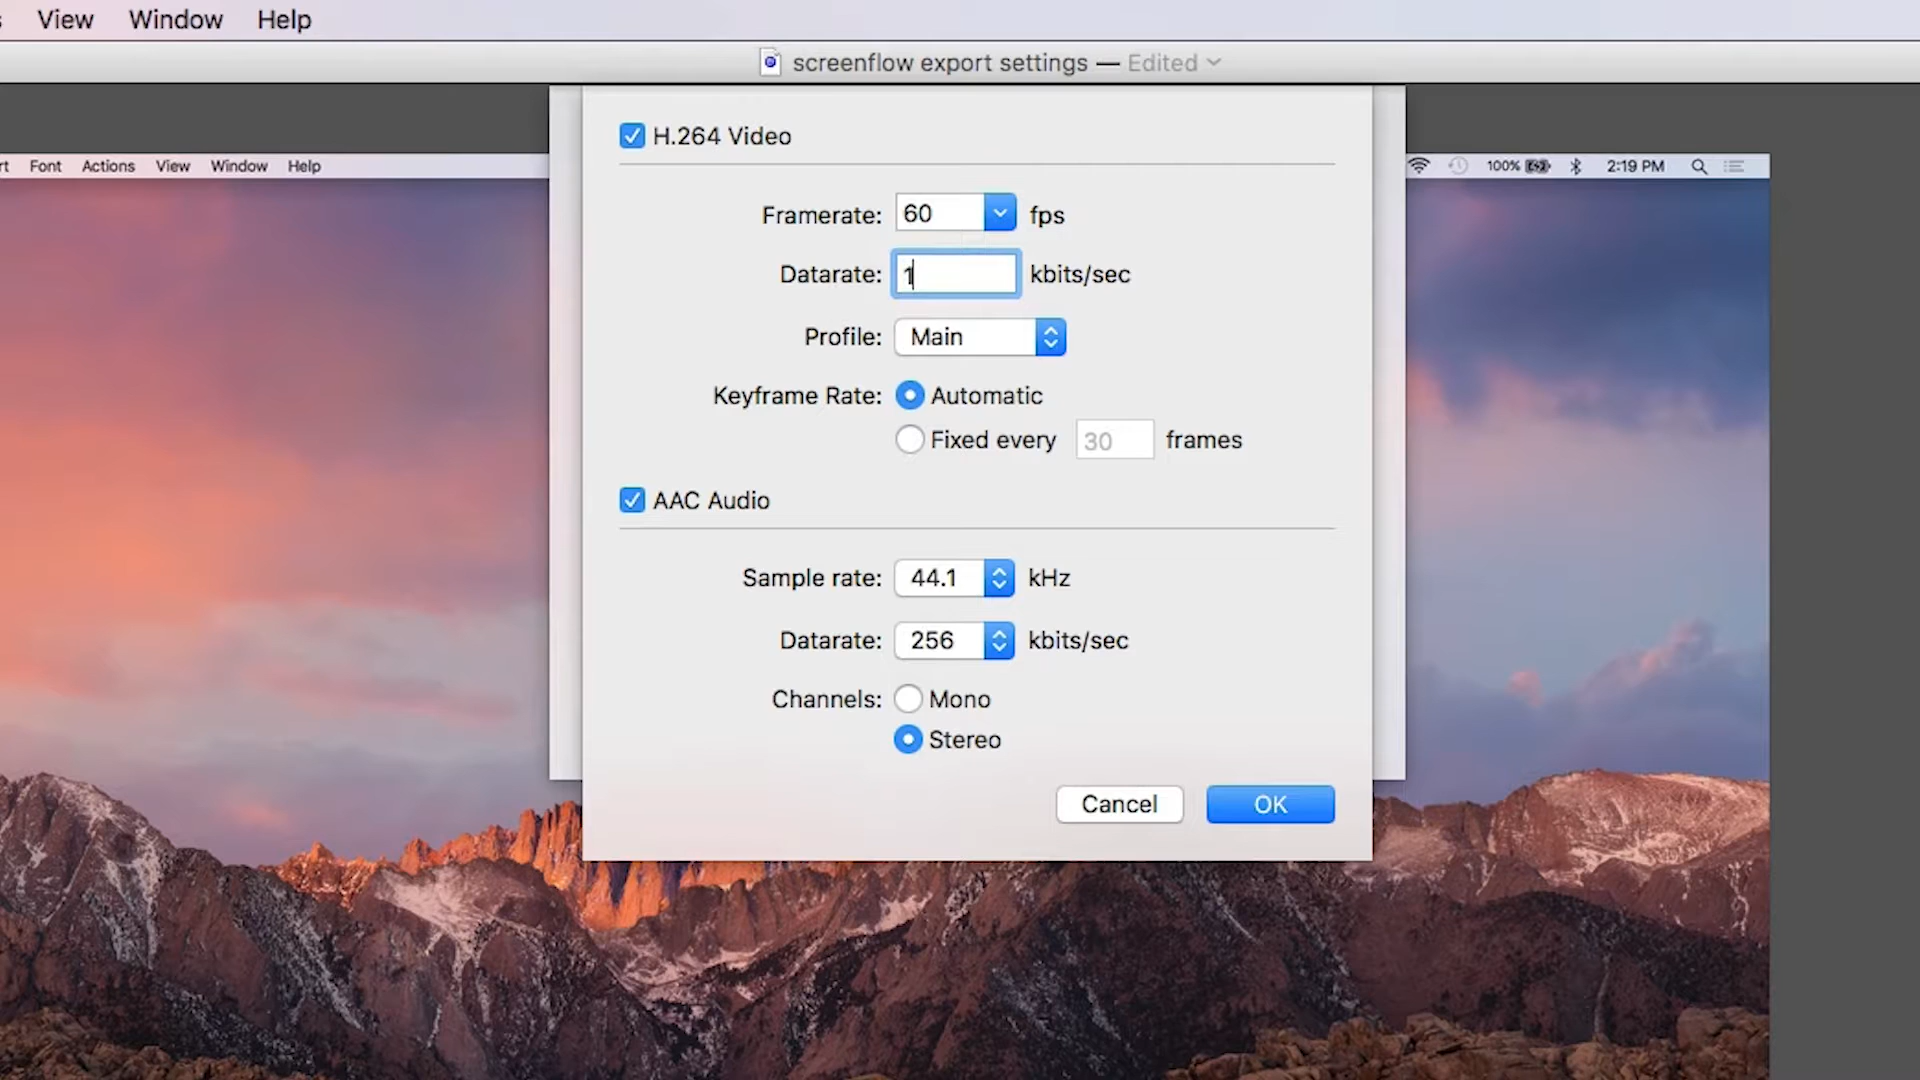 View Window Help
screenflow export settings — Edited
Font Actions View Window Help
100% 2:19 PM
H.264 Video
Framerate: 60 fps
Datarate: 1 kbits/sec
Profile: Main
Keyframe Rate: Automatic
Fixed every 30 frames
AAC Audio
Sample rate: 44.1 kHz
Datarate: 256 kbits/sec
Channels: Mono
Stereo
Cancel OK